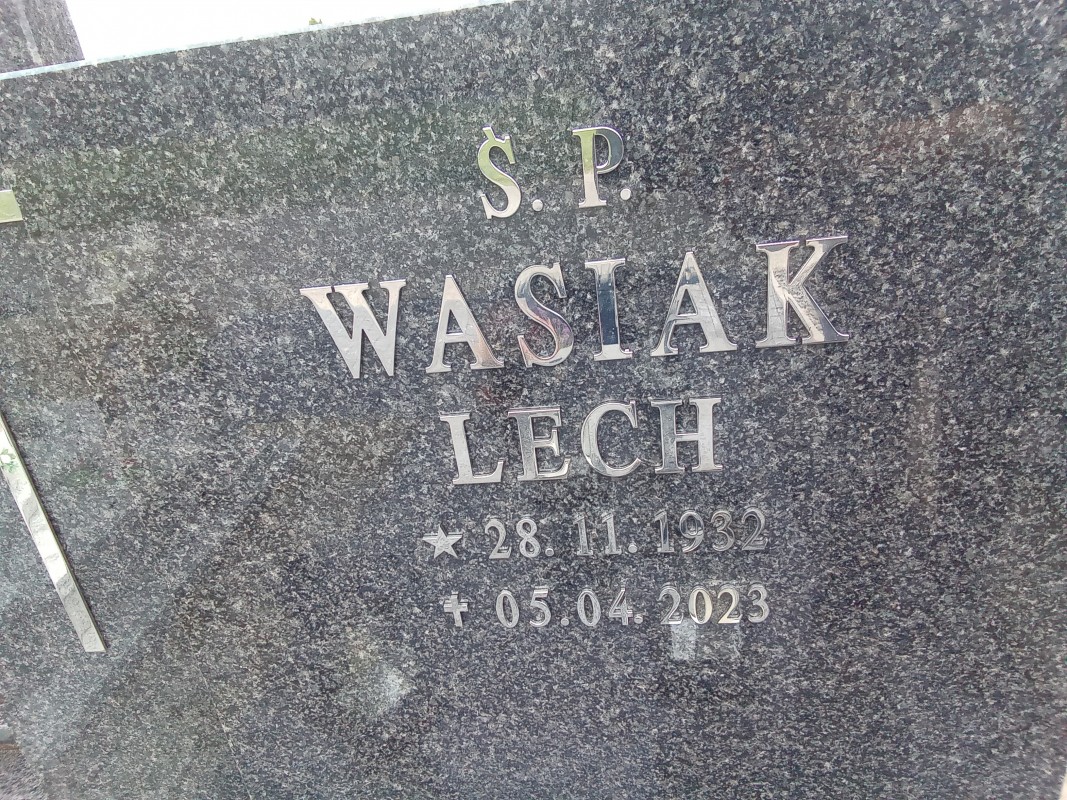 Ś. P.
WASIAK
LECH
★ 28. 11. 1932
✝ 05.04. 2023